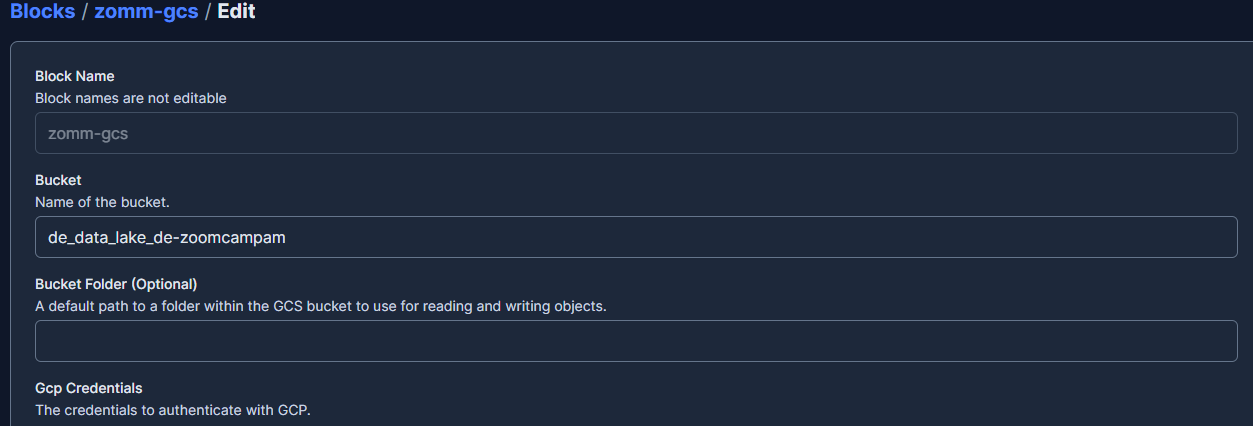 Blocks / zomm-gcs / Edit
Block Name
Block names are not editable
zomm-gcs
Bucket
Name of the bucket.
de_data_lake_de-zoomcampam
Bucket Folder (Optional)
A default path to a folder within the GCS bucket to use for reading and writing objects.
Gcp Credentials
The credentials to authenticate with GCP.